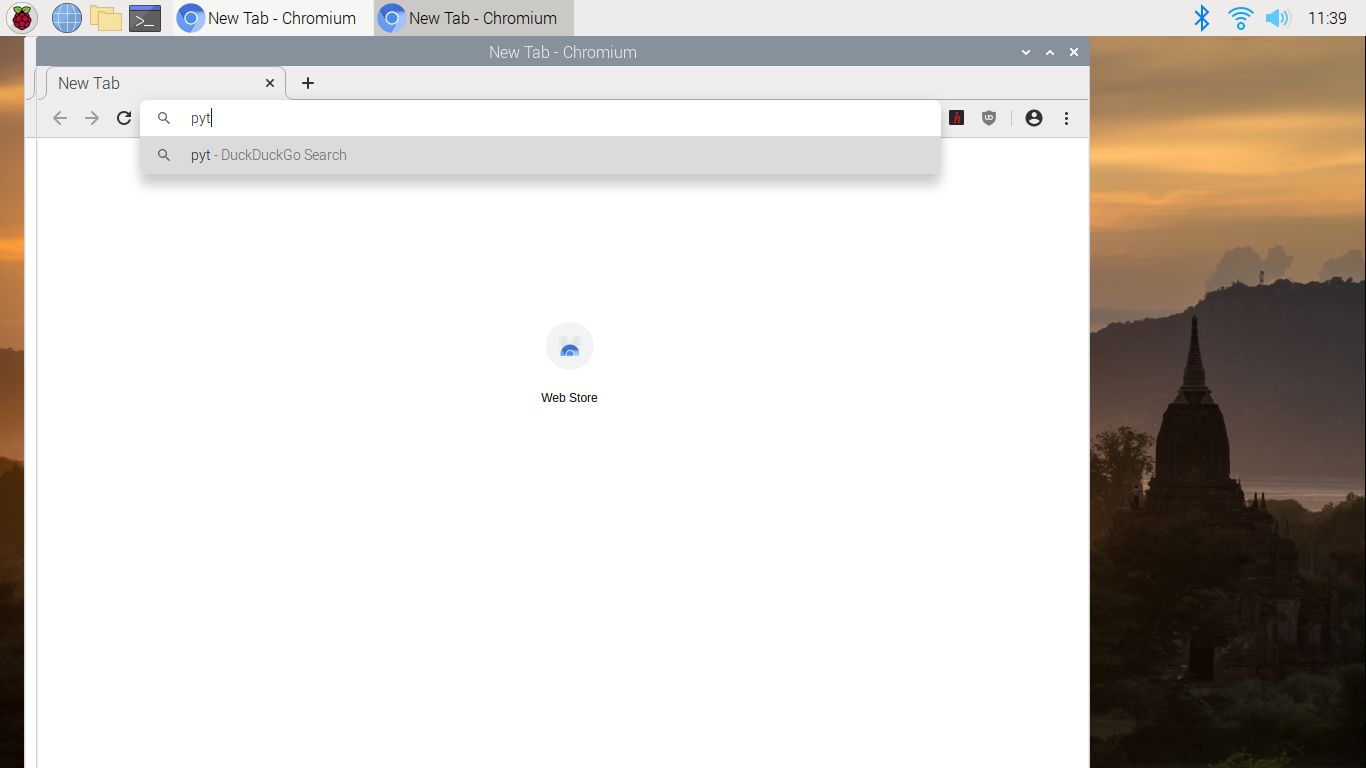 New Tab - Chromium
New Tab - Chromium
11:39
New Tab - Chromium
New Tab
pyt
pyt - DuckDuckGo Search
Web Store